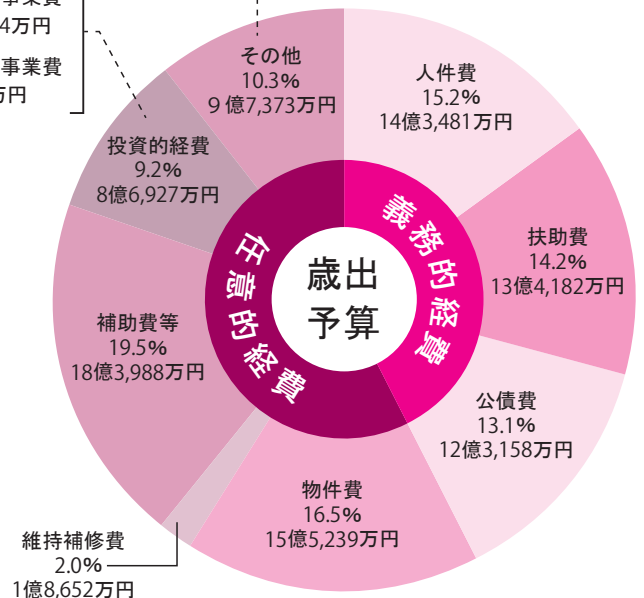 事業費
4万円
事業費
万円
その他
10.3%
9億7,373万円
人件費
15.2%
14億3,481万円
投資的経費
9.2%
8億6,927万円
扶助費
14.2%
13億4,182万円
義務的経費
任意的経費
歳出
予算
補助費等
19.5%
18億3,988万円
公債費
13.1%
12億3,158万円
物件費
16.5%
15億5,239万円
維持補修費
2.0%
1億8,652万円